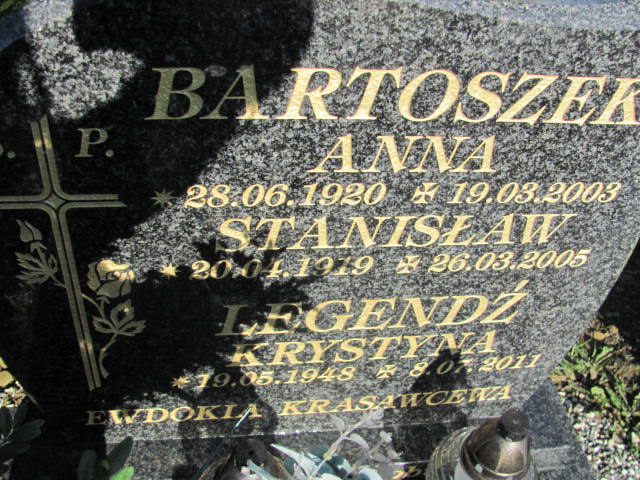 BARTOSZEK
P.
ANNA
* 28.06.1920 ✠ 19.03.2003
STANISŁAW
* 20.04.1919 ✠ 26.03.2005
LEGENDŹ
KRYSTYNA
* 19.05.1948 ✠ 8.07.2011
EWDOKIA KRASAWCEWA